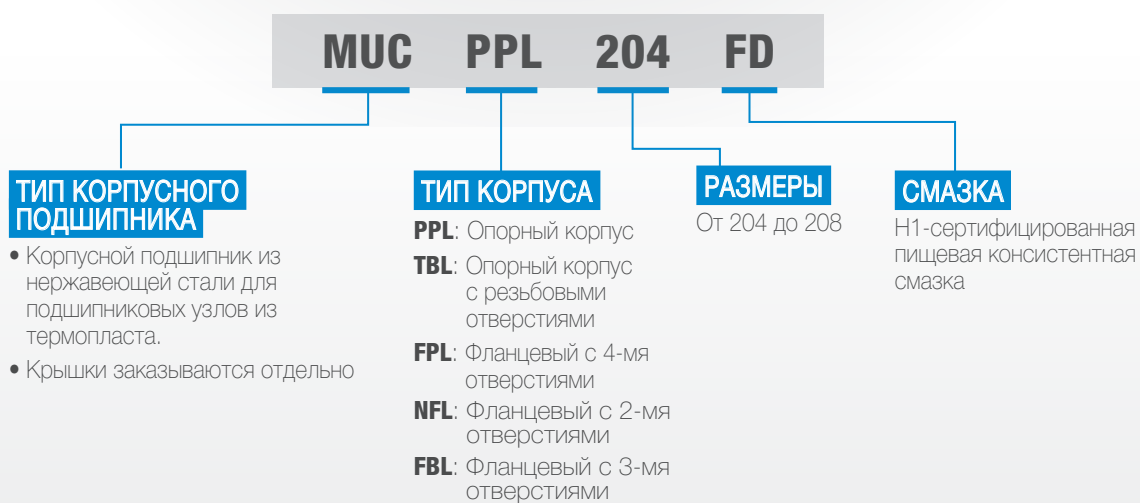 MUC PPL 204 FD
ТИП КОРПУСНОГО
ПОДШИПНИКА
• Корпусной подшипник из
нержавеющей стали для
подшипниковых узлов из
термопласта.
• Крышки заказываются отдельно
ТИП КОРПУСА
PPL: Опорный корпус
TBL: Опорный корпус
с резьбовыми
отверстиями
FPL: Фланцевый с 4-мя
отверстиями
NFL: Фланцевый с 2-мя
отверстиями
FBL: Фланцевый с 3-мя
отверстиями
РАЗМЕРЫ
От 204 до 208
СМАЗКА
H1-сертифицированная
пищевая консистентная
смазка